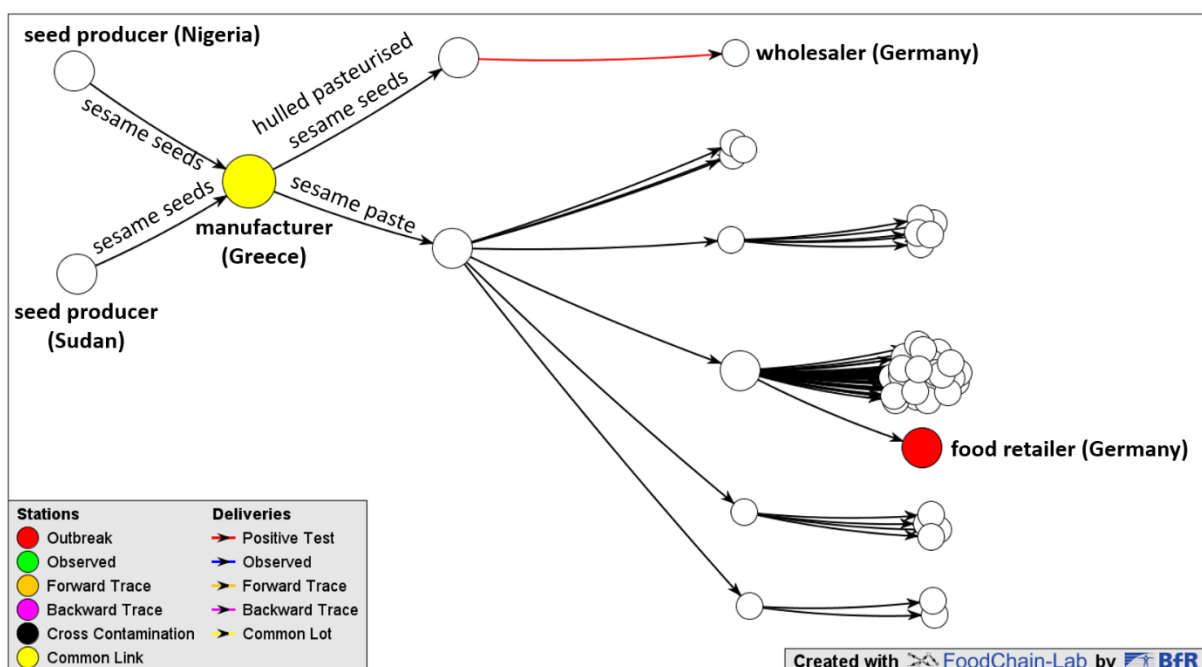 seed producer (Nigeria)
sesame seeds
hulled pasteurised
sesame seeds
wholesaler (Germany)
sesame seeds
manufacturer
(Greece)
sesame paste
seed producer
(Sudan)
food retailer (Germany)
Stations
Outbreak
Observed
Forward Trace
Backward Trace
Cross Contamination
Common Link
Deliveries
Positive Test
Observed
Forward Trace
Backward Trace
Common Lot
Created with FoodChain-Lab by BfR